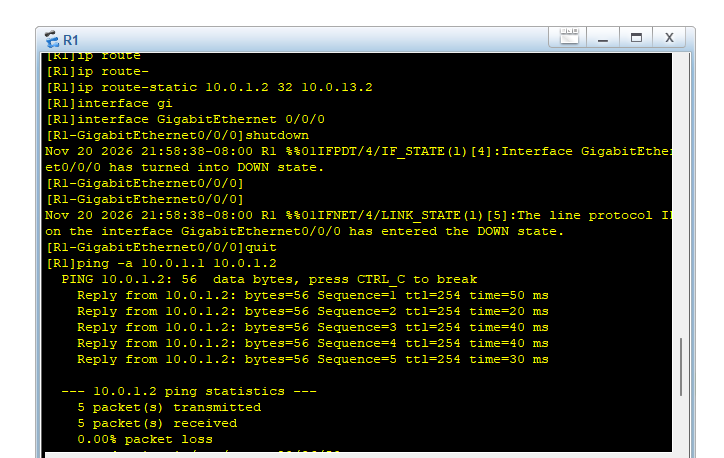 R1
[R1]ip route
[R1]ip route-
[R1]ip route-static 10.0.1.2 32 10.0.13.2
[R1]interface gi
[R1]interface GigabitEthernet 0/0/0
[R1-GigabitEthernet0/0/0]shutdown
Nov 20 2026 21:58:38-08:00 R1 %%01IFPDT/4/IF_STATE(l)[4]:Interface GigabitEther
et0/0/0 has turned into DOWN state.
[R1-GigabitEthernet0/0/0]
[R1-GigabitEthernet0/0/0]
Nov 20 2026 21:58:38-08:00 R1 %%01IFNET/4/LINK_STATE(l)[5]:The line protocol I
on the interface GigabitEthernet0/0/0 has entered the DOWN state.
[R1-GigabitEthernet0/0/0]quit
[R1]ping -a 10.0.1.1 10.0.1.2
PING 10.0.1.2: 56  data bytes, press CTRL_C to break
Reply from 10.0.1.2: bytes=56 Sequence=1 ttl=254 time=50 ms
Reply from 10.0.1.2: bytes=56 Sequence=2 ttl=254 time=20 ms
Reply from 10.0.1.2: bytes=56 Sequence=3 ttl=254 time=40 ms
Reply from 10.0.1.2: bytes=56 Sequence=4 ttl=254 time=40 ms
Reply from 10.0.1.2: bytes=56 Sequence=5 ttl=254 time=30 ms
--- 10.0.1.2 ping statistics ---
5 packet(s) transmitted
5 packet(s) received
0.00% packet loss